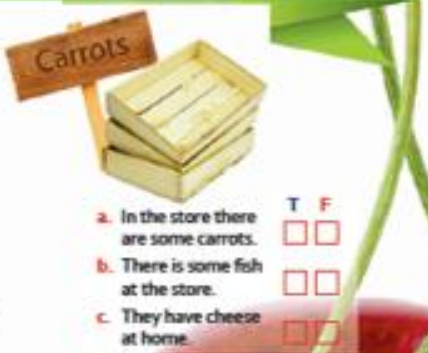 Carrots
T F
a. In the store there
are some carrots.
b. There is some fish
at the store.
c. They have cheese
at home.